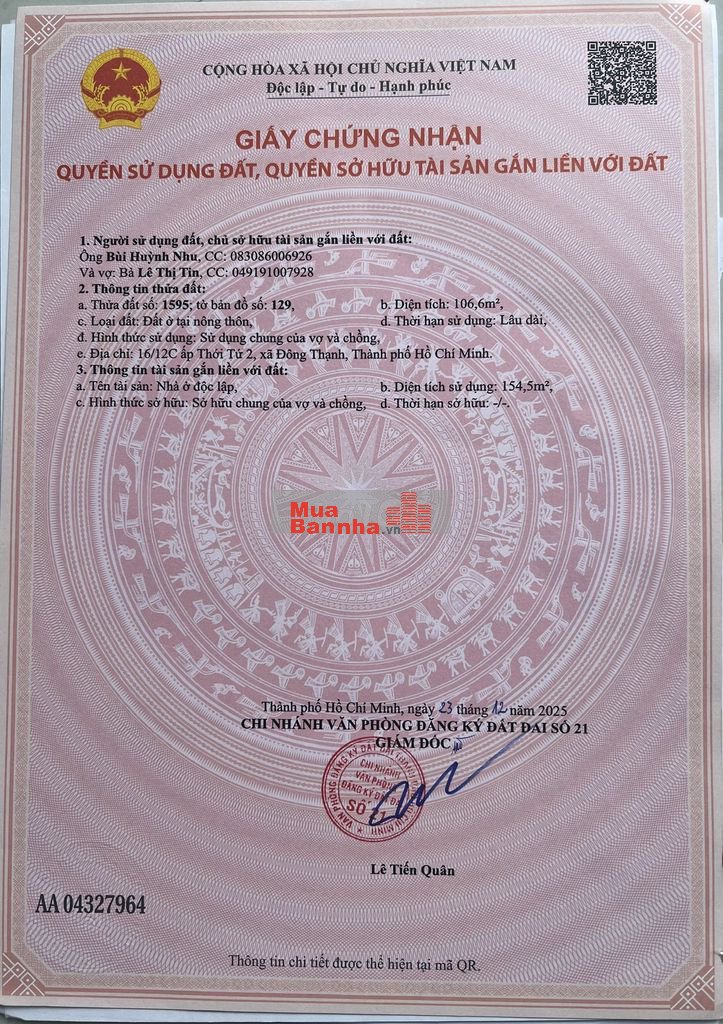 CỘNG HÒA XÃ HỘI CHỦ NGHĨA VIỆT NAM
Độc lập - Tự do - Hạnh phúc
GIẤY CHỨNG NHẬN
QUYỀN SỬ DỤNG ĐẤT, QUYỀN SỞ HỮU TÀI SẢN GẮN LIỀN VỚI ĐẤT
1. Người sử dụng đất, chủ sở hữu tài sản gắn liền với đất:
Ông Bùi Huỳnh Nhu, CC: 083086006926
Và vợ: Bà Lê Thị Tin, CC: 049191007928
2. Thông tin thửa đất:
a. Thửa đất số: 1595; tờ bản đồ số: 129, b. Diện tích: 106,6m²,
c. Loại đất: Đất ở tại nông thôn, d. Thời hạn sử dụng: Lâu dài,
đ. Hình thức sử dụng: Sử dụng chung của vợ và chồng,
e. Địa chỉ: 16/12C ấp Thới Tứ 2, xã Đông Thạnh, Thành phố Hồ Chí Minh.
3. Thông tin tài sản gắn liền với đất:
a. Tên tài sản: Nhà ở độc lập, b. Diện tích sử dụng: 154,5m²,
c. Hình thức sở hữu: Sở hữu chung của vợ và chồng, d. Thời hạn sở hữu: -/-.
Mua
Bannha.vn
Thành phố Hồ Chí Minh, ngày 23 tháng 12 năm 2025
CHI NHÁNH VĂN PHÒNG ĐĂNG KÝ ĐẤT ĐAI SỐ 21
GIÁM ĐỐC
CHI NHÁNH
VĂN PHÒNG
ĐĂNG KÝ ĐẤT ĐAI
SỐ 21
Lê Tiến Quân
AA 04327964
Thông tin chi tiết được thể hiện tại mã QR.